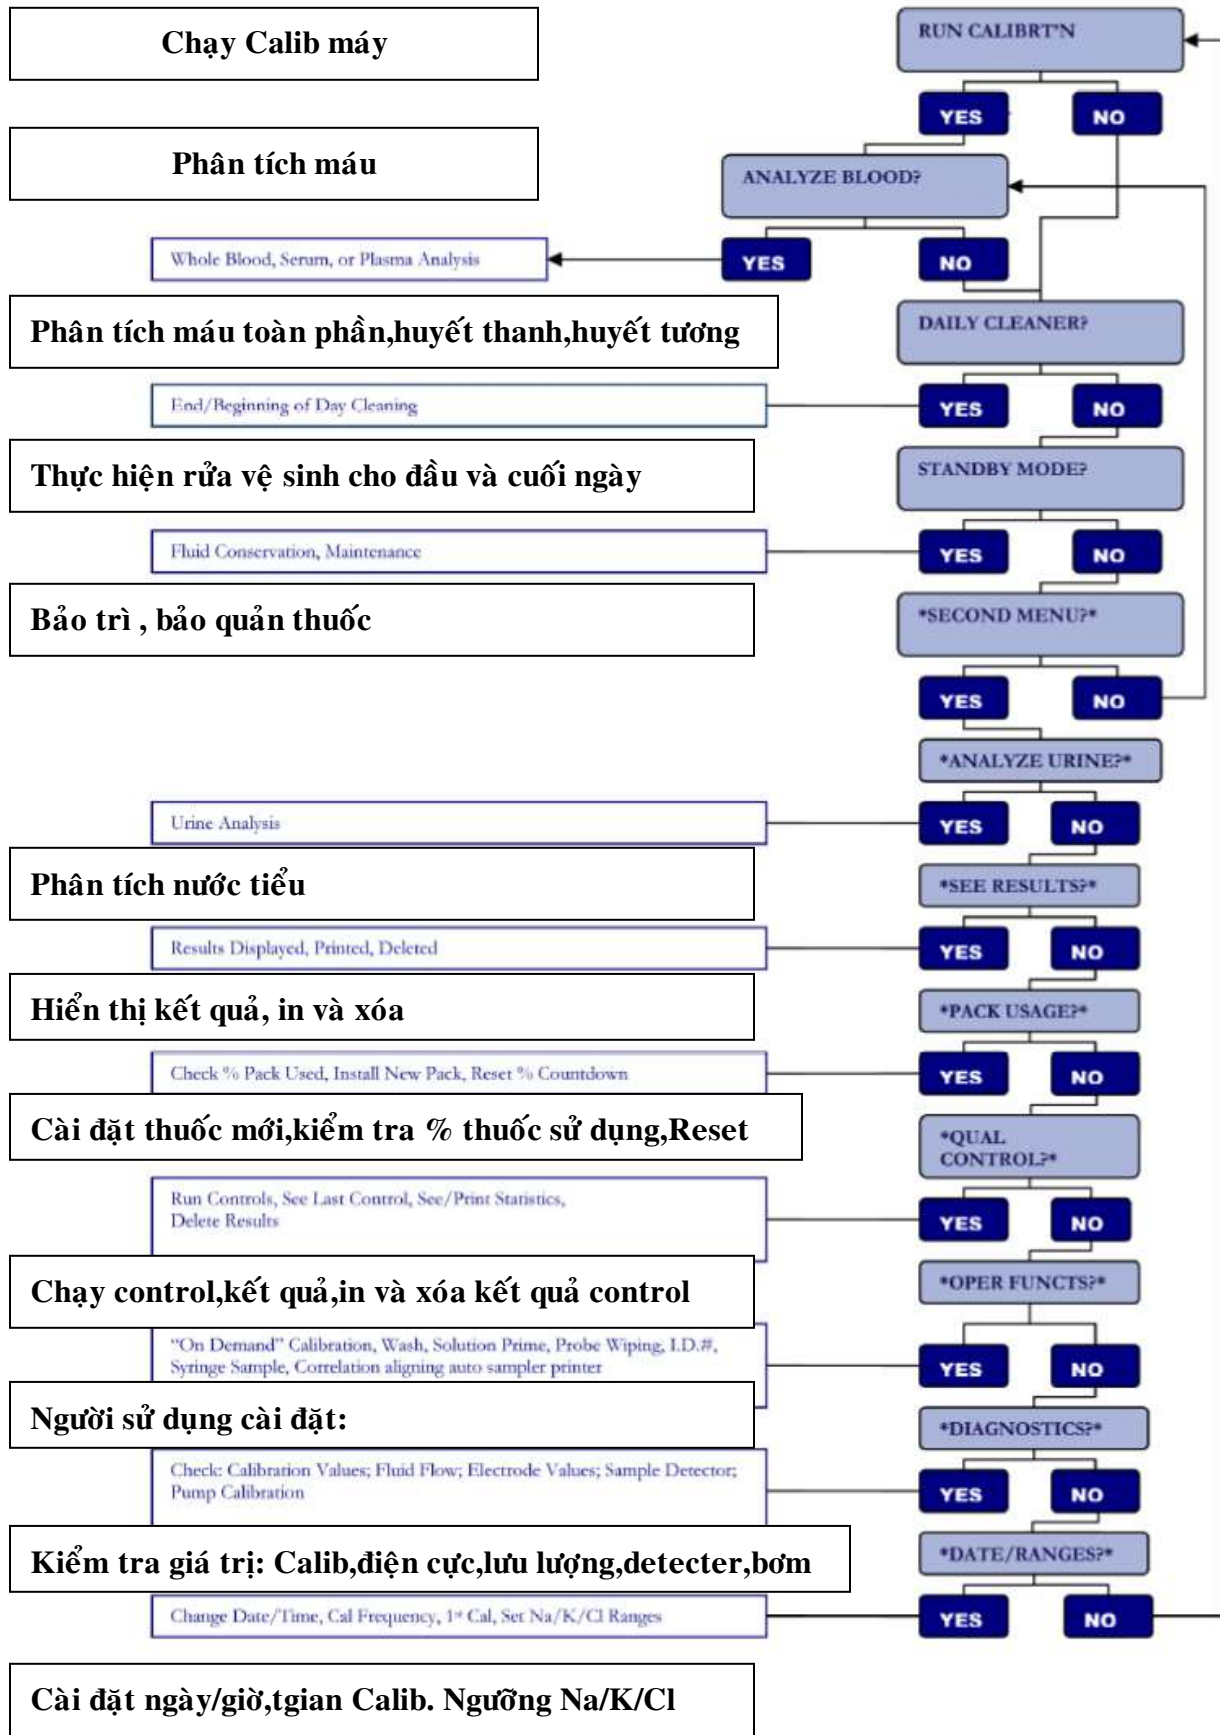 Chạy Calib máy
RUN CALIBRT'N
YES NO
Phân tích máu
ANALYZE BLOOD?
Whole Blood, Serum, or Plasma Analysis
YES NO
Phân tích máu toàn phần,huyết thanh,huyết tương
DAILY CLEANER?
End/Beginning of Day Cleaning
YES NO
Thực hiện rửa vệ sinh cho đầu và cuối ngày
STANDBY MODE?
Fluid Conservation, Maintenance
YES NO
Bảo trì , bảo quản thuốc
*SECOND MENU?*
YES NO
*ANALYZE URINE?*
Urine Analysis
YES NO
Phân tích nước tiểu
*SEE RESULTS?*
Results Displayed, Printed, Deleted
YES NO
Hiển thị kết quả, in và xóa
*PACK USAGE?*
Check % Pack Used, Install New Pack, Reset % Countdown
YES NO
Cài đặt thuốc mới,kiểm tra % thuốc sử dụng,Reset
*QUAL
CONTROL?*
Run Controls, See Last Control, See/Print Statistics,
Delete Results
YES NO
Chạy control,kết quả,in và xóa kết quả control
*OPER FUNCTS?*
"On Demand" Calibration, Wash, Solution Prime, Probe Wiping, I.D.#,
Syringe Sample, Correlation aligning auto sampler printer
YES NO
Người sử dụng cài đặt:
*DIAGNOSTICS?*
Check: Calibration Values; Fluid Flow; Electrode Values; Sample Detector;
Pump Calibration
YES NO
Kiểm tra giá trị: Calib,điện cực,lưu lượng,detecter,bơm
*DATE/RANGES?*
Change Date/Time, Cal Frequency, 1st Cal, Set Na/K/Cl Ranges
YES NO
Cài đặt ngày/giờ,tgian Calib. Ngưỡng Na/K/Cl